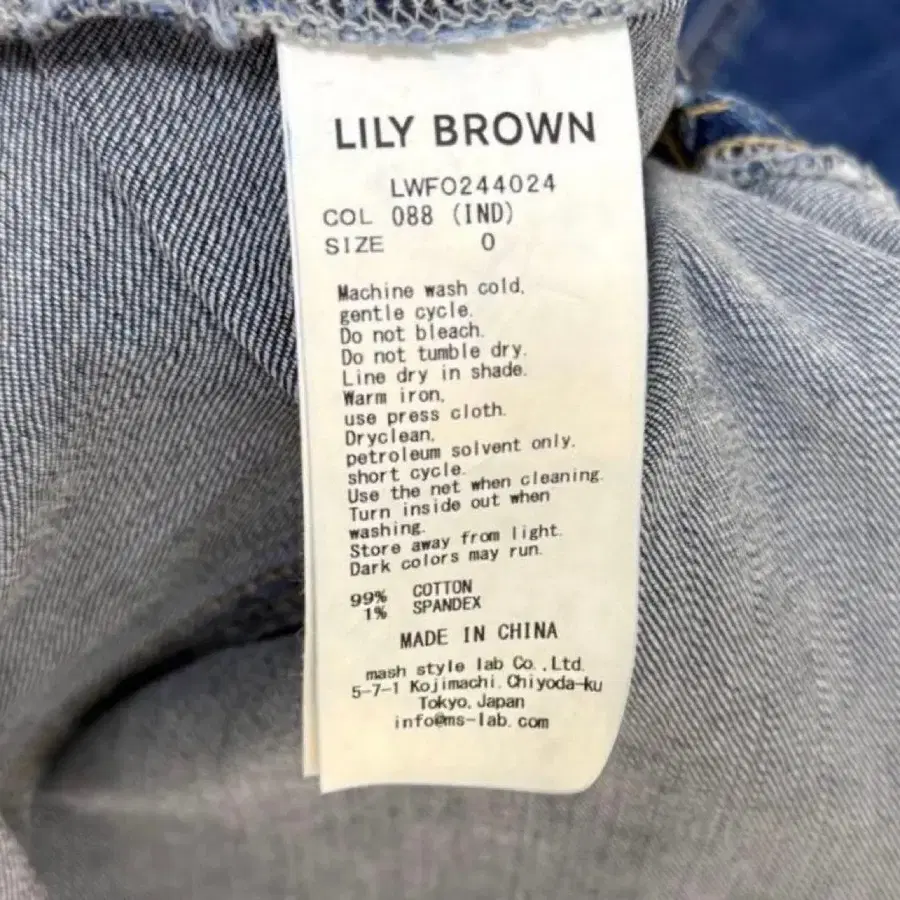 LILY BROWN
LWFO244024
COL 088 (IND)
SIZE 0
Machine wash cold,
gentle cycle.
Do not bleach.
Do not tumble dry.
Line dry in shade.
Warm iron,
use press cloth.
Dryclean,
petroleum solvent only.
short cycle.
Use the net when cleaning.
Turn inside out when
washing.
Store away from light.
Dark colors may run.
99% COTTON
1% SPANDEX
MADE IN CHINA
mash style lab Co.,Ltd.
5-7-1 Kojimachi, Chiyoda-ku
Tokyo, Japan
info@ms-lab.com